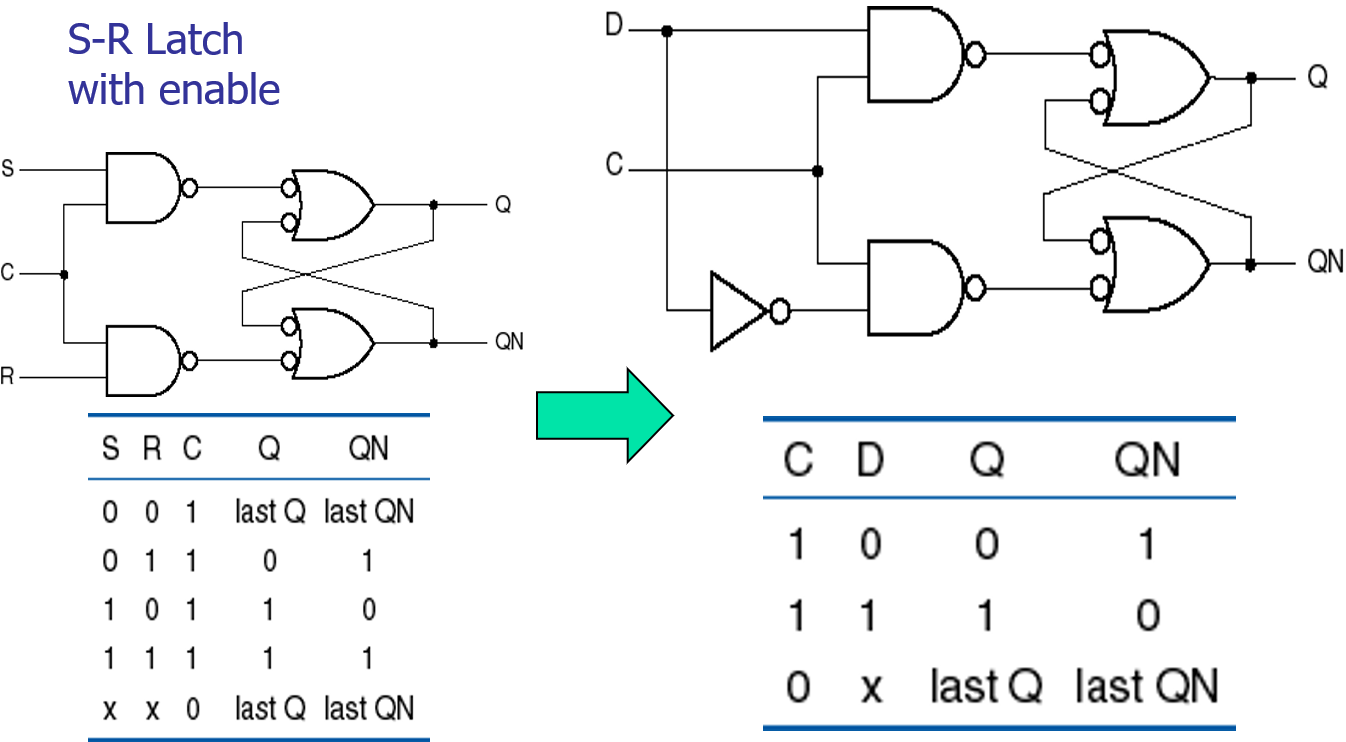 S-R Latch
with enable
S
C
R
Q
QN
S R C Q QN
0 0 1 last Q last QN
0 1 1 0 1
1 0 1 1 0
1 1 1 1 1
x x 0 last Q last QN
D
C
Q
QN
C D Q QN
1 0 0 1
1 1 1 0
0 x last Q last QN